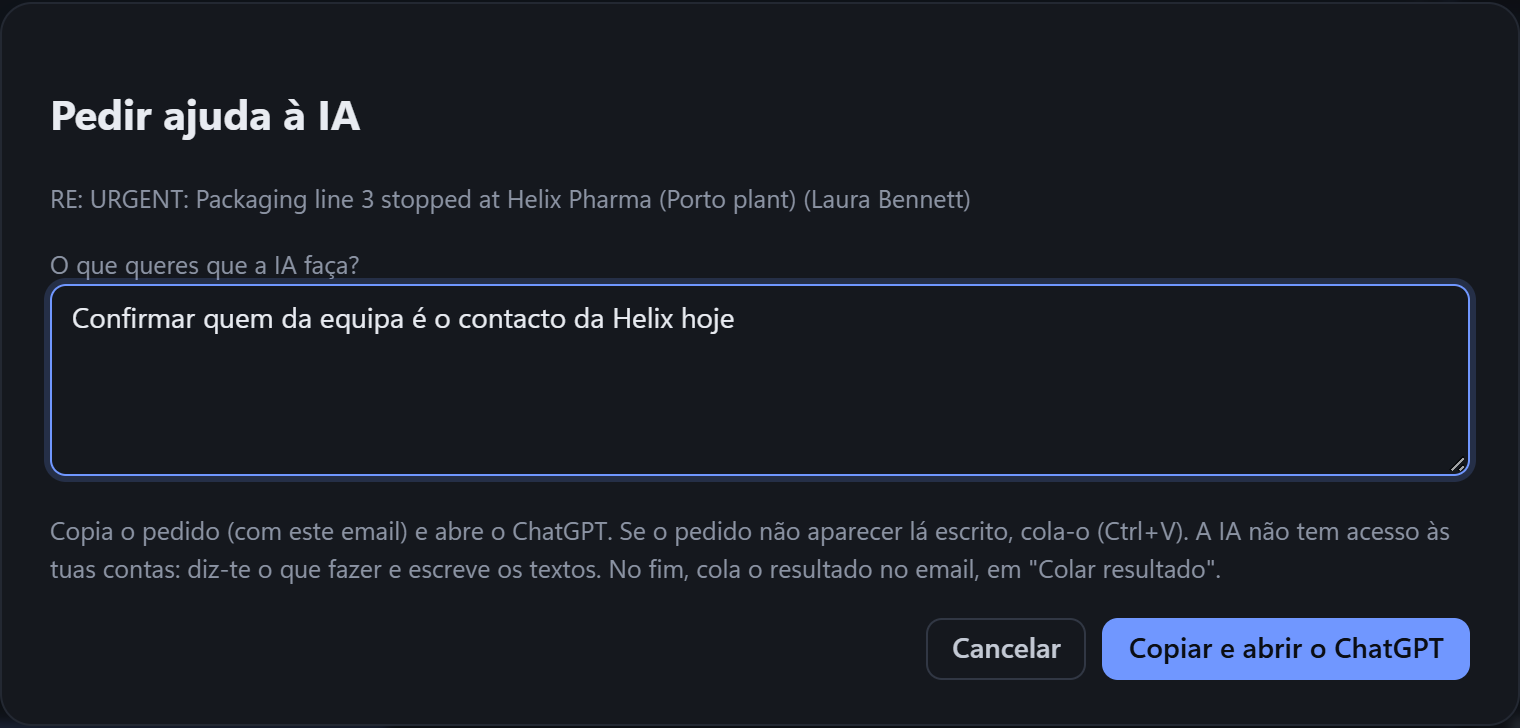 Pedir ajuda à IA
RE: URGENT: Packaging line 3 stopped at Helix Pharma (Porto plant) (Laura Bennett)
O que queres que a IA faça?
Confirmar quem da equipa é o contacto da Helix hoje
Copia o pedido (com este email) e abre o ChatGPT. Se o pedido não aparecer lá escrito, cola-o (Ctrl+V). A IA não tem acesso às
tuas contas: diz-te o que fazer e escreve os textos. No fim, cola o resultado no email, em "Colar resultado".
Cancelar
Copiar e abrir o ChatGPT